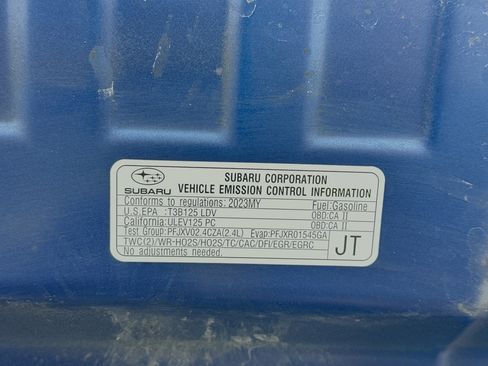 SUBARU CORPORATION
SUBARU VEHICLE EMISSION CONTROL INFORMATION
Conforms to regulations: 2023MY Fuel:Gasoline
U.S.EPA :T3B125 LDV OBD:CA II
California:ULEV125 PC OBD:CA II
Test Group:PFJXV02.4CZA(2.4L) Evap:PFJXR01545GA
TWC(2)/WR-HO2S/HO2S/TC/CAC/DFI/EGR/EGRC
No adjustments needed.
JT